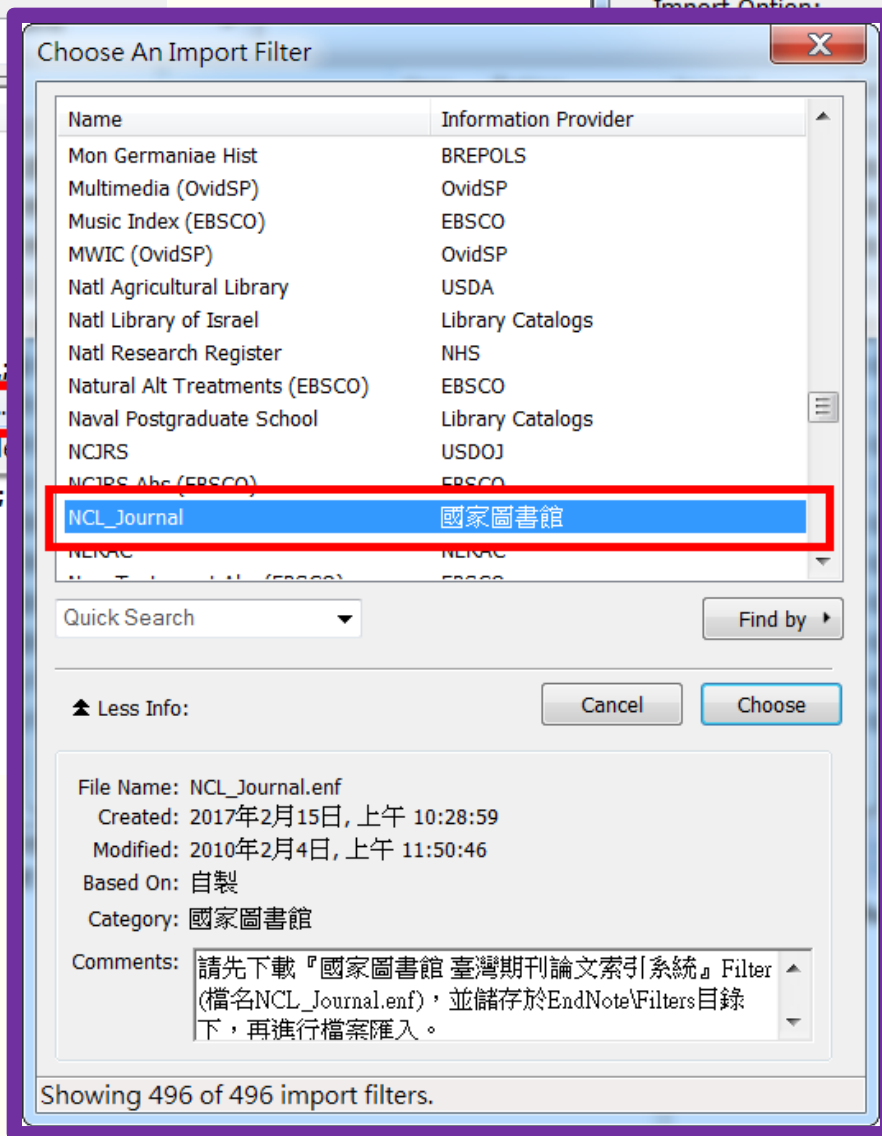 Import Option:
Choose An Import Filter
X
Name Information Provider
Mon Germaniae Hist BREPOLS
Multimedia (OvidSP) OvidSP
Music Index (EBSCO) EBSCO
MWIC (OvidSP) OvidSP
Natl Agricultural Library USDA
Natl Library of Israel Library Catalogs
Natl Research Register NHS
Natural Alt Treatments (EBSCO) EBSCO
Naval Postgraduate School Library Catalogs
NCJRS USDOJ
NCJRS Abs (EBSCO) EBSCO
NCL_Journal 國家圖書館
NERAC NERAC
(EBSCO) EBSCO
Quick Search Find by
Less Info: Cancel Choose
File Name: NCL_Journal.enf
Created: 2017年2月15日, 上午 10:28:59
Modified: 2010年2月4日, 上午 11:50:46
Based On: 自製
Category: 國家圖書館
Comments: 請先下載『國家圖書館 臺灣期刊論文索引系統』Filter
(檔名NCL_Journal.enf)，並儲存於EndNote\Filters目錄
下，再進行檔案匯入。
Showing 496 of 496 import filters.